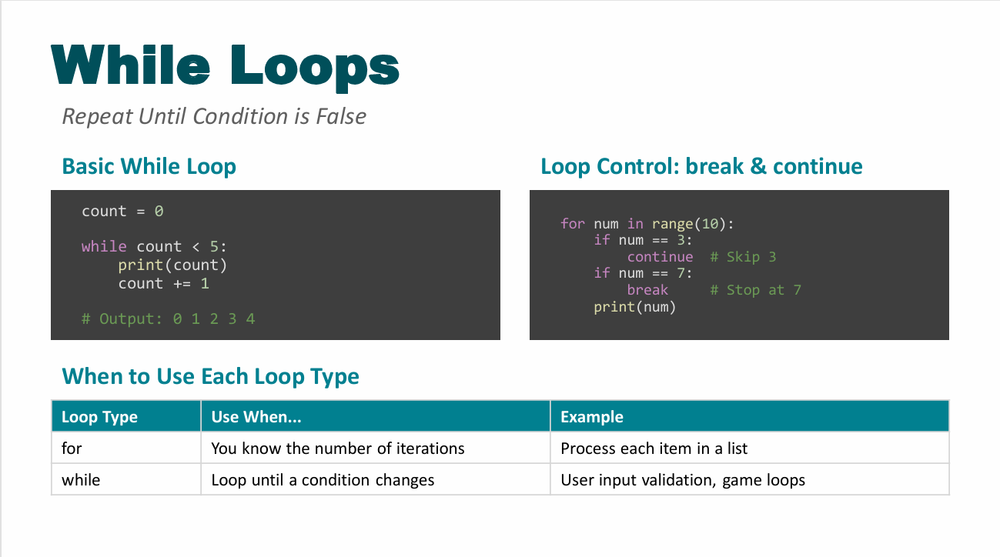 While Loops
Repeat Until Condition is False
Basic While Loop
count = 0
while count < 5:
    print(count)
    count += 1
# Output: 0 1 2 3 4
Loop Control: break & continue
for num in range(10):
    if num == 3:
        continue  # Skip 3
    if num == 7:
        break     # Stop at 7
    print(num)
When to Use Each Loop Type
Loop Type Use When... Example
for You know the number of iterations Process each item in a list
while Loop until a condition changes User input validation, game loops